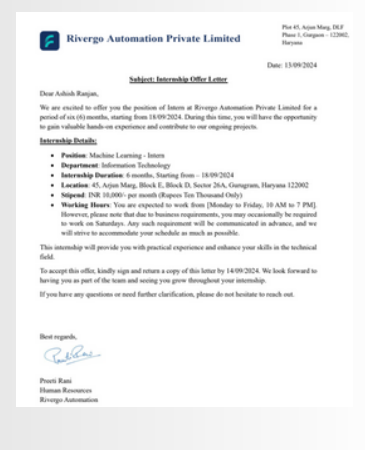 Rivergo Automation Private Limited
Plot 45, Arjun Marg, DLF
Phase 1, Gurgaon – 122002,
Haryana
Date: 13/09/2024
Subject: Internship Offer Letter
Dear Ashish Ranjan,
We are excited to offer you the position of Intern at Rivergo Automation Private Limited for a
period of six (6) months, starting from 18/09/2024. During this time, you will have the opportunity
to gain valuable hands-on experience and contribute to our ongoing projects.
Internship Details:
• Position: Machine Learning - Intern
• Department: Information Technology
• Internship Duration: 6 months, Starting from – 18/09/2024
• Location: 45, Arjun Marg, Block E, Block D, Sector 26A, Gurugram, Haryana 122002
• Stipend: INR 10,000/- per month (Rupees Ten Thousand Only)
• Working Hours: You are expected to work from [Monday to Friday, 10 AM to 7 PM].
However, please note that due to business requirements, you may occasionally be required
to work on Saturdays. Any such requirement will be communicated in advance, and we
will strive to accommodate your schedule as much as possible.
This internship will provide you with practical experience and enhance your skills in the technical
field.
To accept this offer, kindly sign and return a copy of this letter by 14/09/2024. We look forward to
having you as part of the team and seeing you grow throughout your internship.
If you have any questions or need further clarification, please do not hesitate to reach out.
Best regards,
Preeti Rani
Human Resources
Rivergo Automation